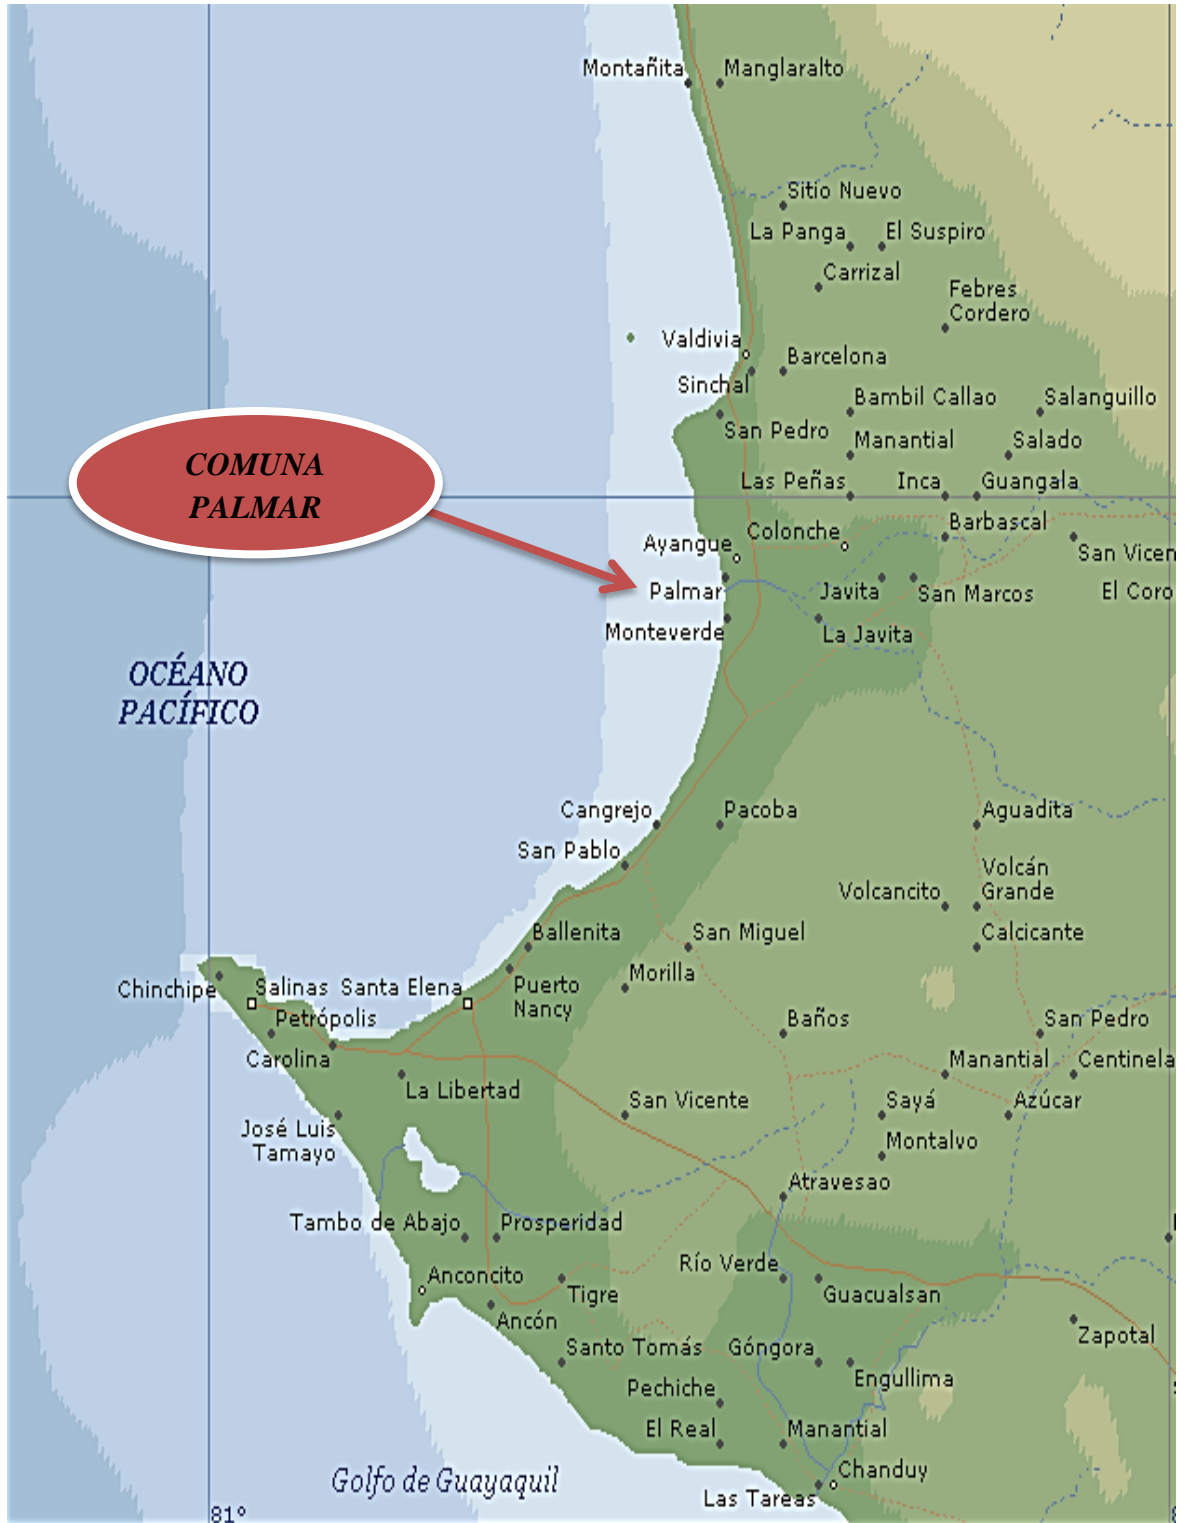 Montañita
Manglaralto
Sitio Nuevo
La Panga
El Suspiro
Carrizal
Febres
Cordero
Valdivia
Barcelona
Sinchal
Bambil Callao
Salanguillo
San Pedro
Manantial
Salado
COMUNA
PALMAR
Las Peñas
Inca
Guangala
Colonche
Barbascal
Ayangue
San Vicen
Palmar
Javita
San Marcos
El Coro
Monteverde
La Javita
OCÉANO
PACÍFICO
Cangrejo
Pacoba
Aguadita
San Pablo
Volcán
Grande
Volcancito
Ballenita
San Miguel
Calcicante
Chinchipe
Salinas
Santa Elena
Puerto
Nancy
Morilla
Petrópolis
Baños
San Pedro
Carolina
Manantial
Centinela
La Libertad
San Vicente
Sayá
Azúcar
José Luis
Tamayo
Montalvo
Atravesao
Tambo de Abajo
Prosperidad
Río Verde
Anconcito
Tigre
Guacualsan
Ancón
Zapotal
Santo Tomás
Góngora
Engullima
Pechiche
El Real
Manantial
Golfo de Guayaquil
Chanduy
Las Tareas
81°